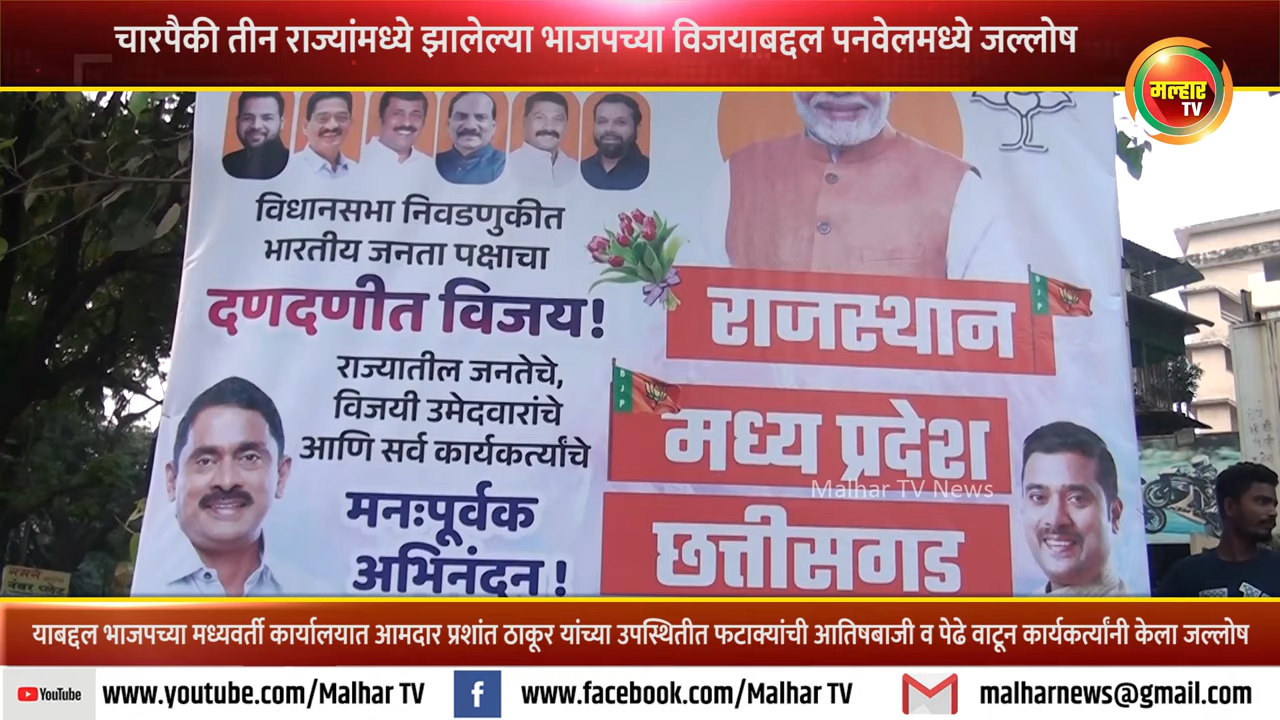 चारपैकी तीन राज्यांमध्ये झालेल्या भाजपच्या विजयाबद्दल पनवेलमध्ये जल्लोष
मल्हार
TV
विधानसभा निवडणुकीत
भारतीय जनता पक्षाचा
दणदणीत विजय!
राज्यातील जनतेचे,
विजयी उमेदवारांचे
आणि सर्व कार्यकर्त्यांचे
मनःपूर्वक
अभिनंदन!
BJP
राजस्थान
BJP
मध्य प्रदेश
Malhar TV News
छत्तीसगड
नंबर प्लेट
याबद्दल भाजपच्या मध्यवर्ती कार्यालयात आमदार प्रशांत ठाकूर यांच्या उपस्थितीत फटाक्यांची आतिषबाजी व पेढे वाटून कार्यकर्त्यांनी केला जल्लोष
YouTube www.youtube.com/Malhar TV
f www.facebook.com/Malhar TV
malharnews@gmail.com